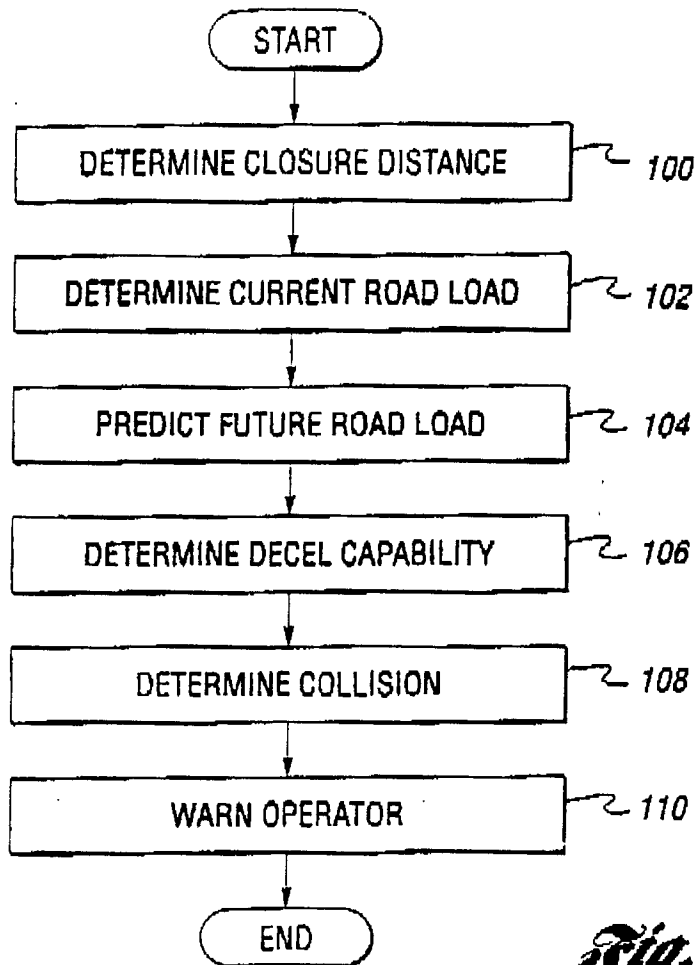 START
DETERMINE CLOSURE DISTANCE 100
DETERMINE CURRENT ROAD LOAD 102
PREDICT FUTURE ROAD LOAD 104
DETERMINE DECEL CAPABILITY 106
DETERMINE COLLISION 108
WARN OPERATOR 110
END
Fig.